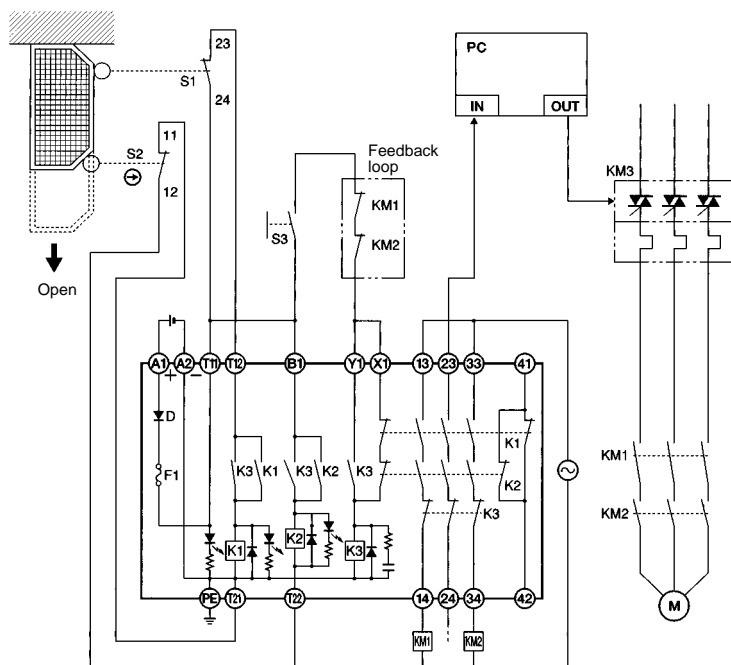 23
PC
S1
24
IN OUT
11
S2
Feedback
loop
KM3
12
KM1
S3
KM2
Open
A1 A2 T11 T12 B1 Y1 X1 13 23 33 41
+ −
D
K3 K1 K3 K2 K3 K1
F1
K2
KM1
K3
KM2
K1 K2 K3
PE T21 T22 14 24 34 42
M
KM1 KM2